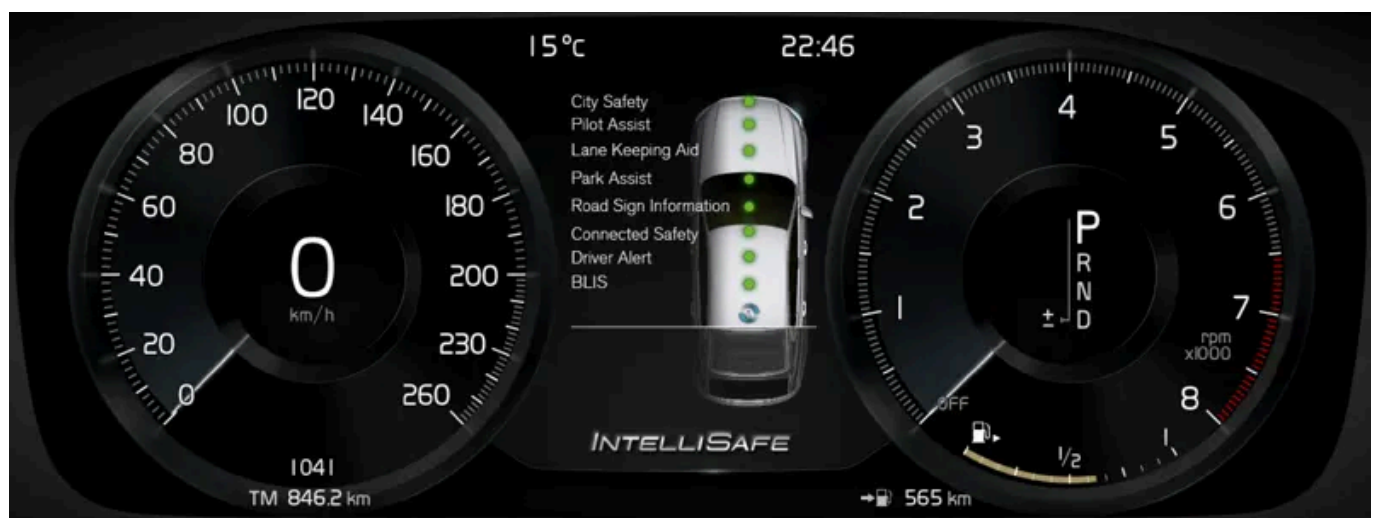 15°C 22:46
City Safety
Pilot Assist
Lane Keeping Aid
Park Assist
Road Sign Information
Connected Safety
Driver Alert
BLIS
INTELLISAFE
0
20
40
60
80
100
120
140
160
180
200
230
260
0
km/h
1041
TM 846.2 km
OFF
1
2
3
4
5
6
7
8
rpm
x1000
P
R
N
± D
1/2
1
565 km